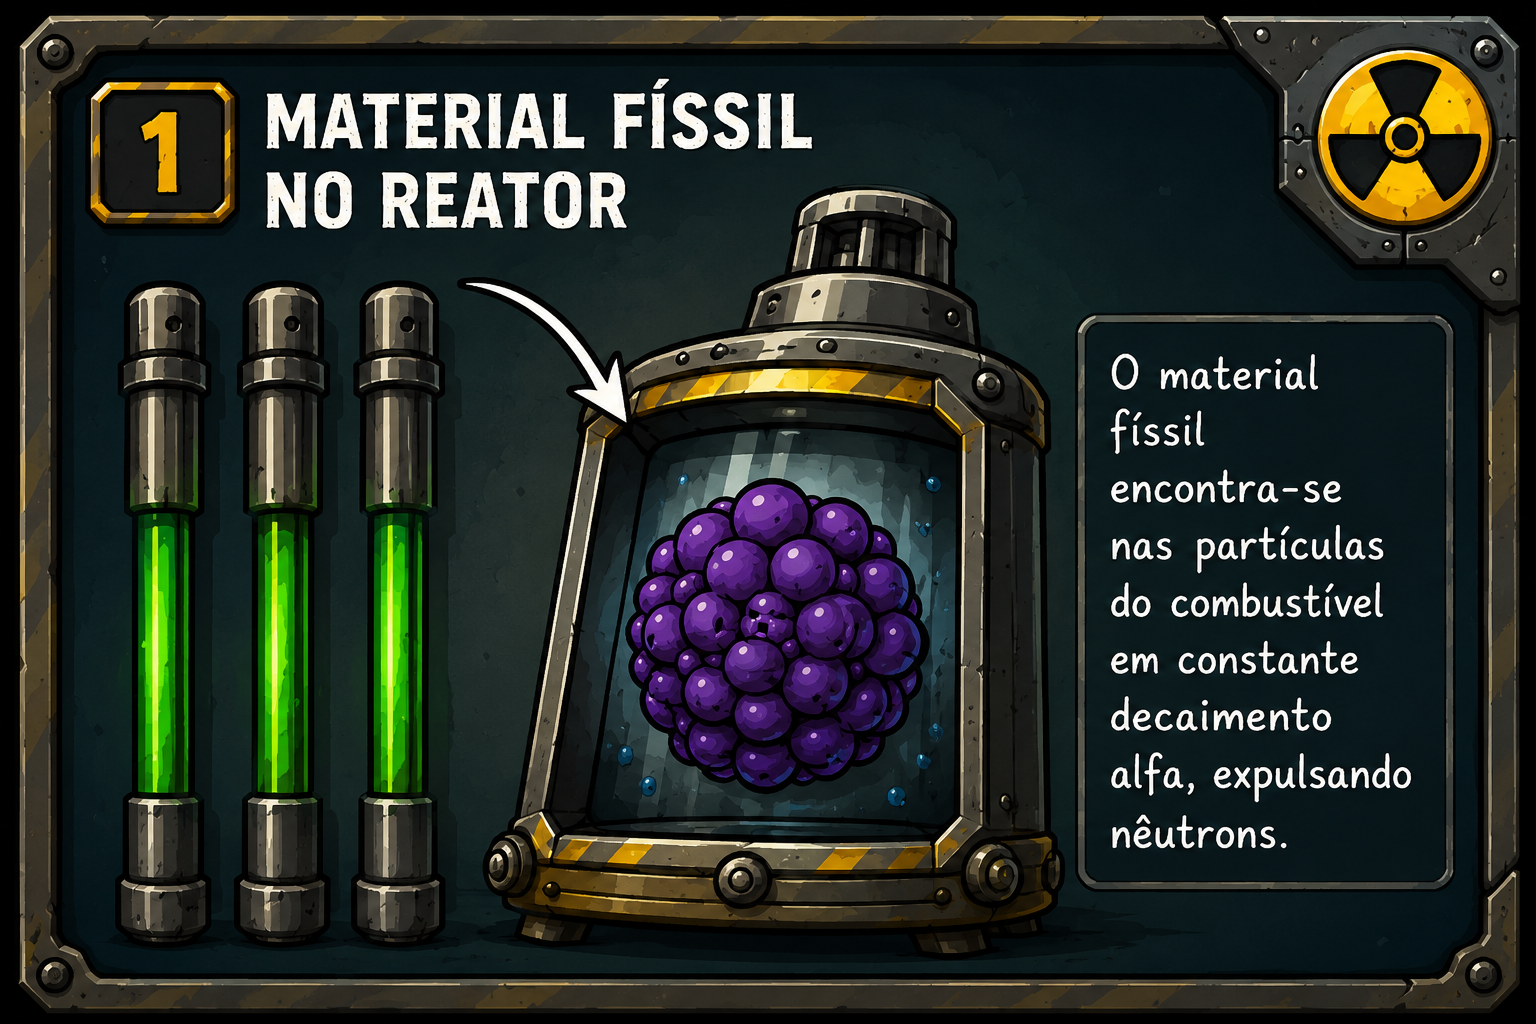 1
MATERIAL FÍSSIL
NO REATOR
O material
físsil
encontra-se
nas partículas
do combustível
em constante
decaimento
alfa, expulsando
nêutrons.